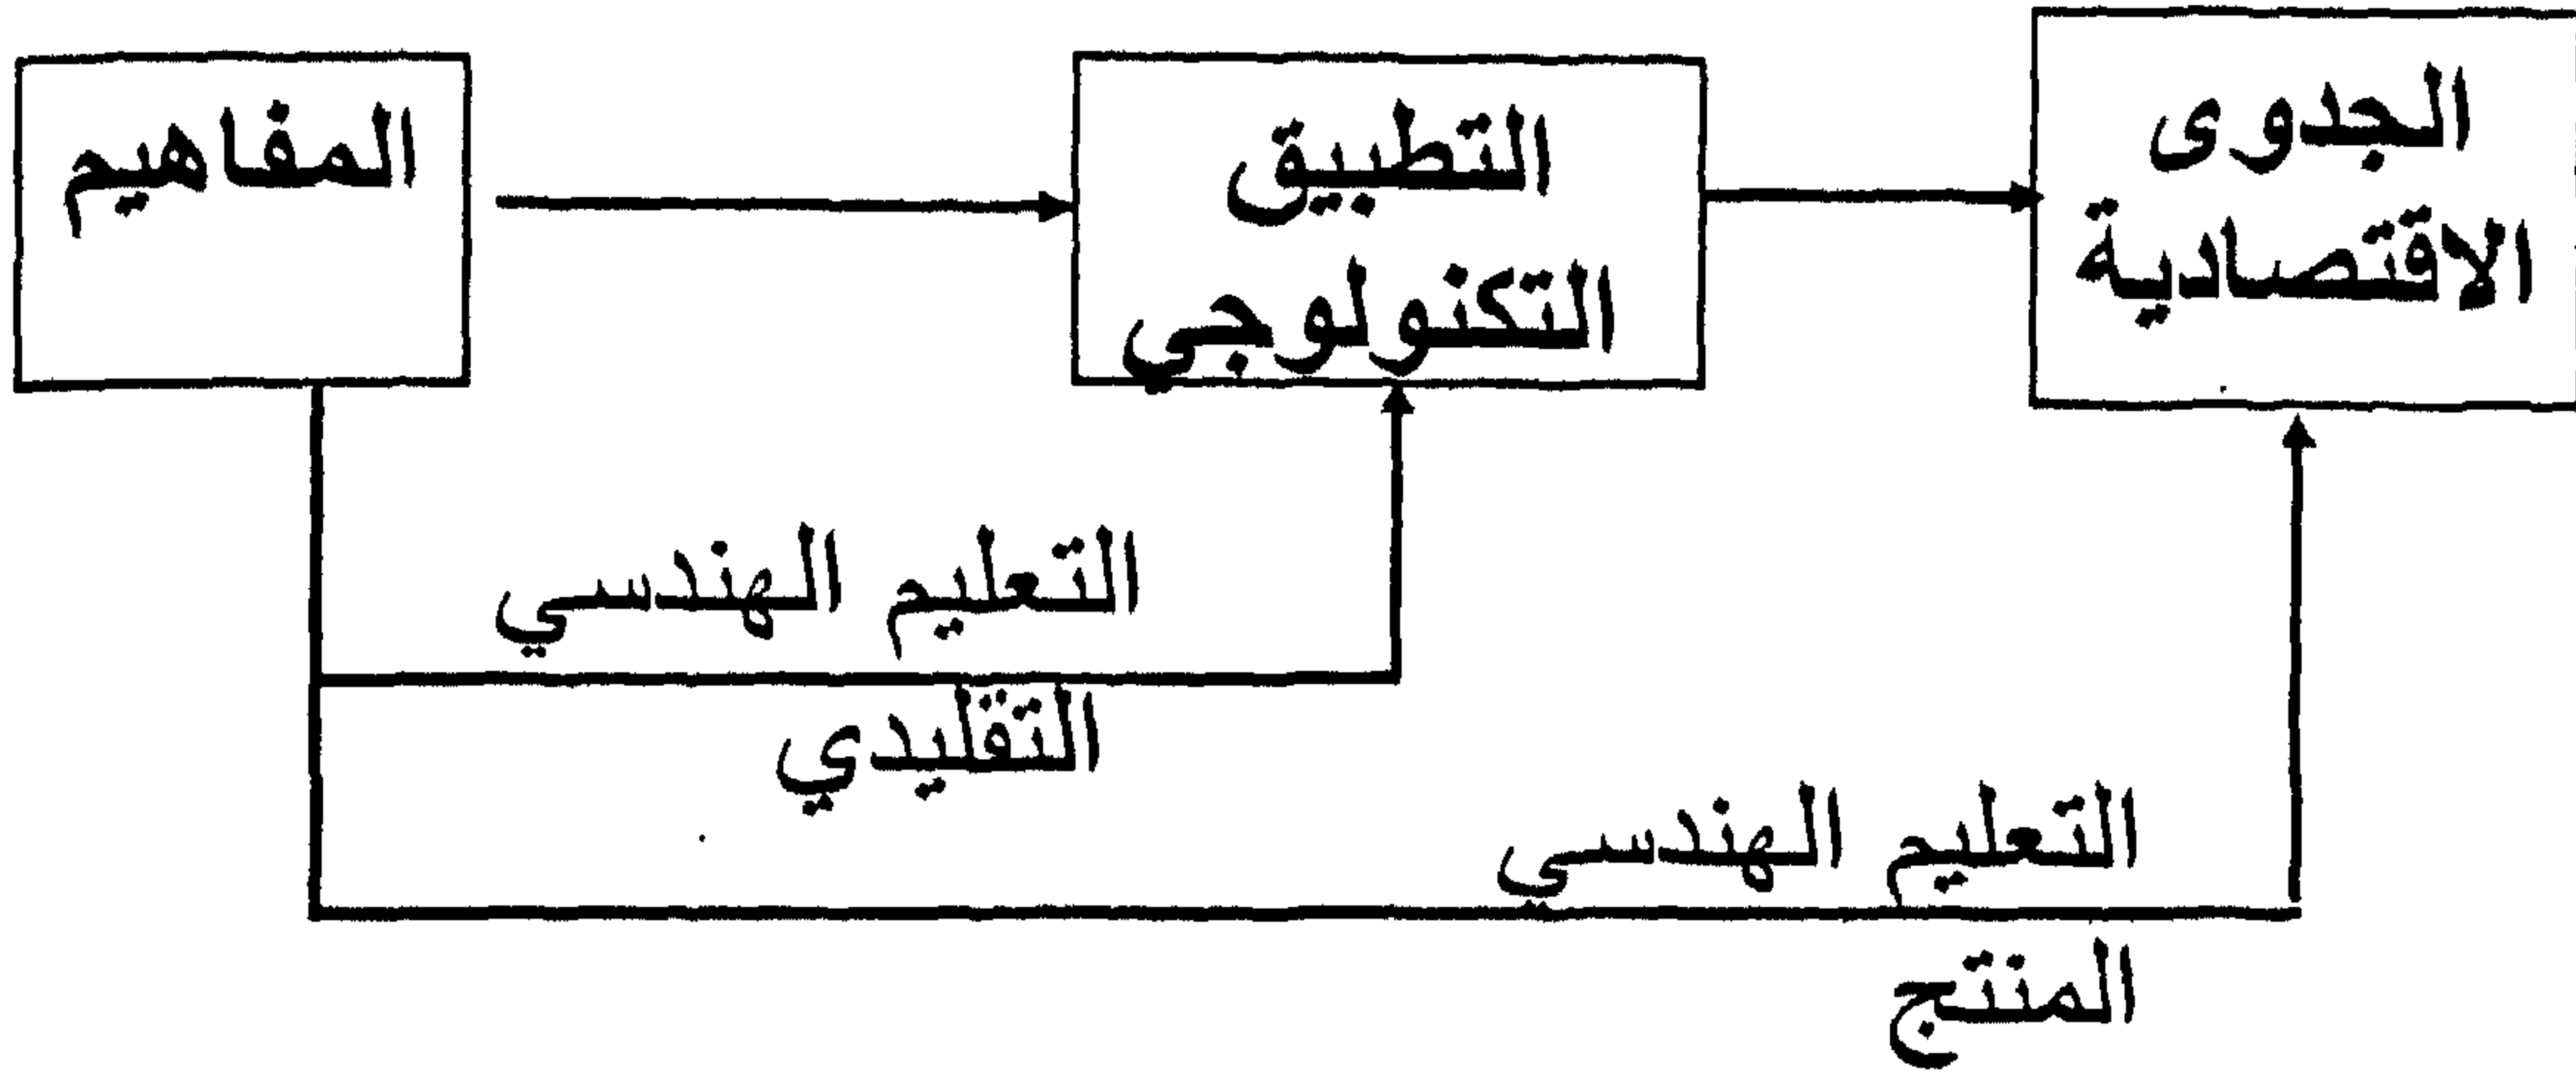 المفاهيم
التطبيق
التكنولوجي
الجدوى
الاقتصادية
التعليم الهندسي
التقليدي
التعليم الهندسي
المنتج